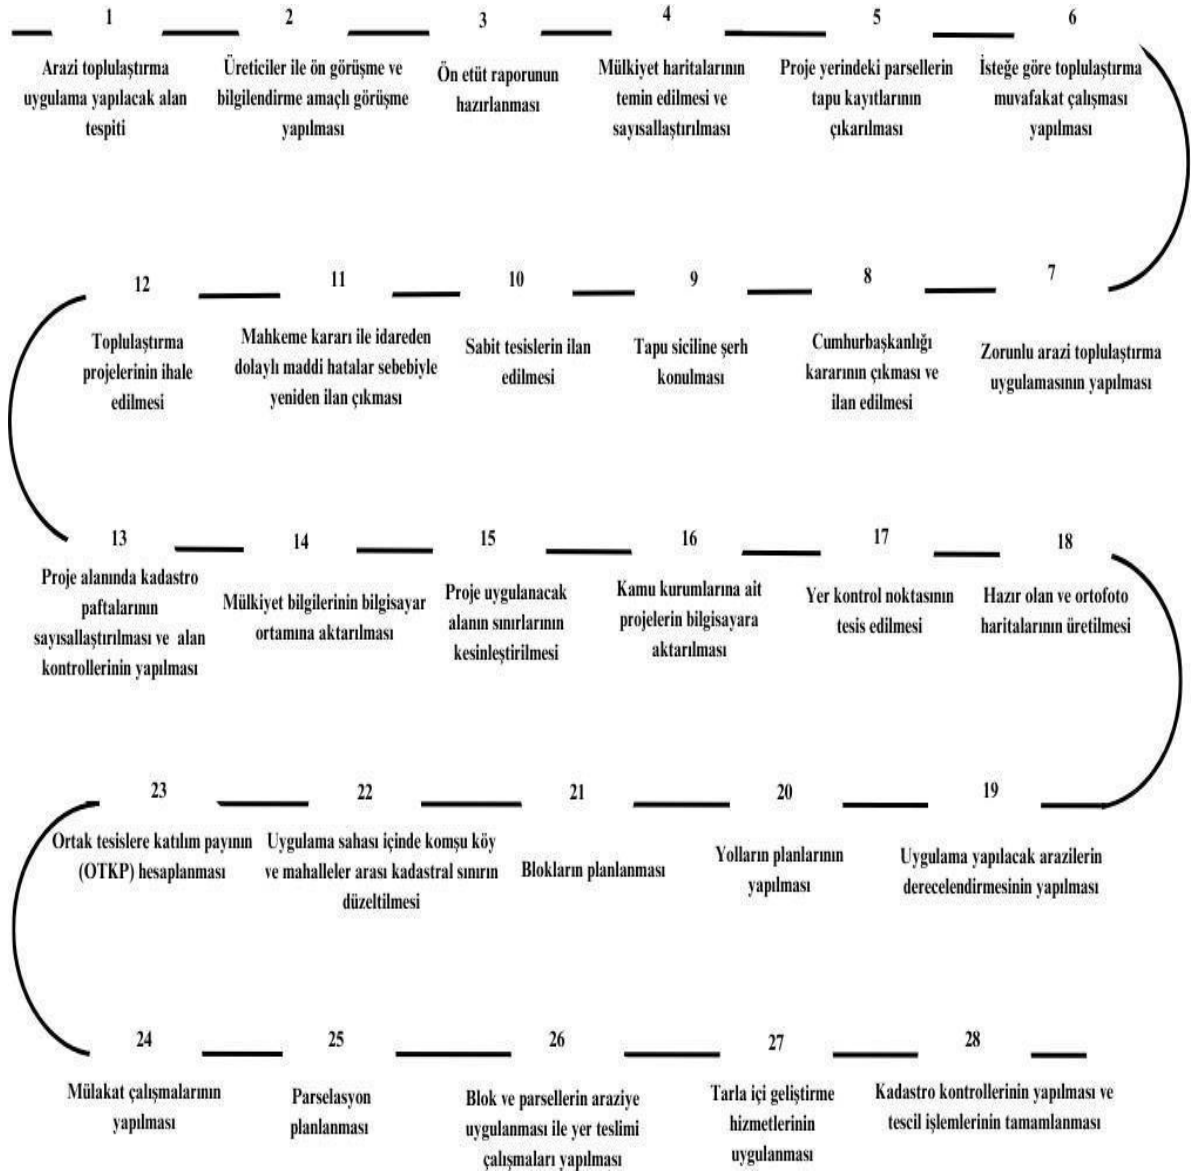 1
Arazi toplulaştırma
uygulama yapılacak alan
tespiti
2
Üreticiler ile ön görüşme ve
bilgilendirme amaçlı görüşme
yapılması
3
Ön etüt raporunun
hazırlanması
4
Mülkiyet haritalarının
temin edilmesi ve
sayısallaştırılması
5
Proje yerindeki parsellerin
tapu kayıtlarının
çıkarılması
6
İsteğe göre toplulaştırma
muvafakat çalışması
yapılması
7
Zorunlu arazi toplulaştırma
uygulamasının yapılması
8
Cumhurbaşkanlığı
kararının çıkması ve
ilan edilmesi
9
Tapu siciline şerh
konulması
10
Sabit tesislerin ilan
edilmesi
11
Mahkeme kararı ile idareden
dolaylı maddi hatalar sebebiyle
yeniden ilan çıkması
12
Toplulaştırma
projelerinin ihale
edilmesi
13
Proje alanında kadastro
paftalarının
sayısallaştırılması ve alan
kontrollerinin yapılması
14
Mülkiyet bilgilerinin bilgisayar
ortamına aktarılması
15
Proje uygulanacak
alanın sınırlarının
kesinleştirilmesi
16
Kamu kurumlarına ait
projelerin bilgisayara
aktarılması
17
Yer kontrol noktasının
tesis edilmesi
18
Hazır olan ve ortofoto
haritalarının üretilmesi
19
Uygulama yapılacak arazilerin
derecelendirmesinin yapılması
20
Yolların planlarının
yapılması
21
Blokların planlanması
22
Uygulama sahası içinde komşu köy
ve mahalleler arası kadastral sınırın
düzeltilmesi
23
Ortak tesislere katılım payının
(OTKP) hesaplanması
24
Mülakat çalışmalarının
yapılması
25
Parselasyon
planlanması
26
Blok ve parsellerin araziye
uygulanması ile yer teslimi
çalışmaları yapılması
27
Tarla içi geliştirme
hizmetlerinin
uygulanması
28
Kadastro kontrollerinin yapılması ve
tescil işlemlerinin tamamlanması